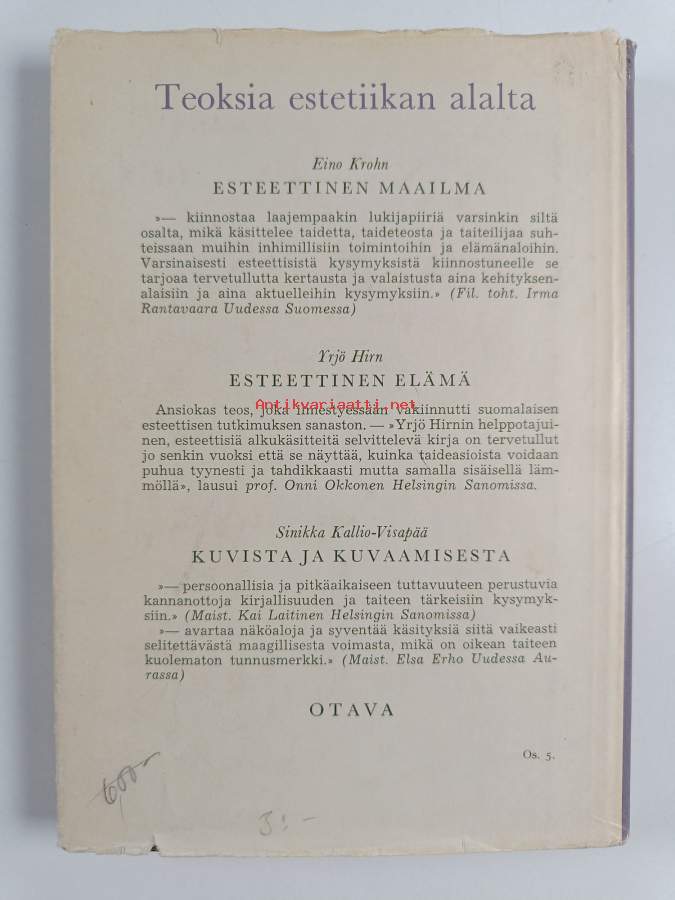 Teoksia estetiikan alalta
Eino Krohn
ESTEETTINEN MAAILMA
»— kiinnostaa laajempaakin lukijapiiriä varsinkin siltä
osalta, mikä käsittelee taidetta, taideteosta ja taiteilijaa suh-
teissaan muihin inhimillisiin toimintoihin ja elämänaloihin.
Varsinaisesti esteettisistä kysymyksistä kiinnostuneelle se
tarjoaa tervetullutta kertausta ja valaistusta aina kehityksen-
alaisiin ja aina aktuelleihin kysymyksiin.» (Fil. toht. Irma
Rantavaara Uudessa Suomessa)
Yrjö Hirn
ESTEETTINEN ELÄMÄ
Antikvariaatti.net
Ansiokas teos, joka ilmestyessään vakiinnutti suomalaisen
esteettisen tutkimuksen sanaston. — »Yrjö Hirnin helppotajui-
nen, esteettisiä alkukäsitteitä selvittelevä kirja on tervetullut
jo senkin vuoksi että se näyttää, kuinka taideasioista voidaan
puhua tyynesti ja tahdikkaasti mutta samalla sisäisellä läm-
möllä», lausui prof. Onni Okkonen Helsingin Sanomissa.
Sinikka Kallio-Visapää
KUVISTA JA KUVAAMISESTA
»— persoonallisia ja pitkäaikaiseen tuttavuuteen perustuvia
kannanottoja kirjallisuuden ja taiteen tärkeisiin kysymyk-
siin.» (Maist. Kai Laitinen Helsingin Sanomissa)
»— avartaa näköaloja ja syventää käsityksiä siitä vaikeasti
selitettävästä maagillisesta voimasta, mikä on oikean taiteen
kuolematon tunnusmerkki.» (Maist. Elsa Erho Uudessa Au-
rassa)
OTAVA
Os. 5.
600-
3:-